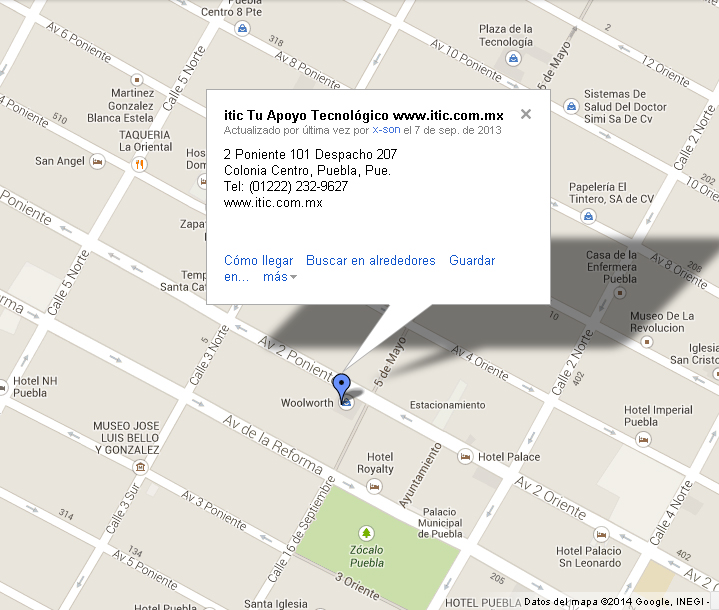 Puebla
Centro 8 Pte
Av 6 Poniente
318
Calle 5 Norte
Plaza de la
Tecnología
5 de Mayo
Av 10 Poniente
12 Oriente
Martinez
Gonzalez
Blanca Estela
Sistemas De
Salud Del Doctor
Simi Sa De Cv
510
Poniente
TAQUERIA
La Oriental
San Angel
Calle 2 Norte
10 Oriente
Papelería El
Tintero, SA de CV
itic Tu Apoyo Tecnológico www.itic.com.mx
Actualizado por última vez por x-son el 7 de sep. de 2013
2 Poniente 101 Despacho 207
Colonia Centro, Puebla, Pue.
Tel: (01222) 232-9627
www.itic.com.mx
Cómo llegar Buscar en alrededores Guardar
en... más
Poniente
Zapa
Temp
Santa Cat
Calle 5 Norte
208
202
Av 8 Oriente
Casa de la
Enfermera
Puebla
Museo De La
Revolucion
Iglesia
San Cristo
Reforma
5
Calle 3 Norte
Av 2 Poniente
5 de Mayo
10
Av 4 Oriente
Calle 2 Norte
402
Hotel NH
Puebla
Woolworth
Estacionamiento
Hotel Imperial
Puebla
MUSEO JOSE
LUIS BELLO
Y GONZALEZ
Av de la Reforma
Hotel
Royalty
Ayuntamiento
Hotel Palace
Av 2 Oriente
Calle 4 Norte
Av 3 Poniente
314
Calle 3 Sur
Calle 16 de Septiembre
Palacio
Municipal
de Puebla
Zócalo
Puebla
Hotel Palacio
Sn Leonardo
402
134
Av 5 Poniente
3 Oriente
Av 2 O
Santa Iglesia
HOTEL PUEBLA
Datos del mapa ©2014 Google, INEGI -